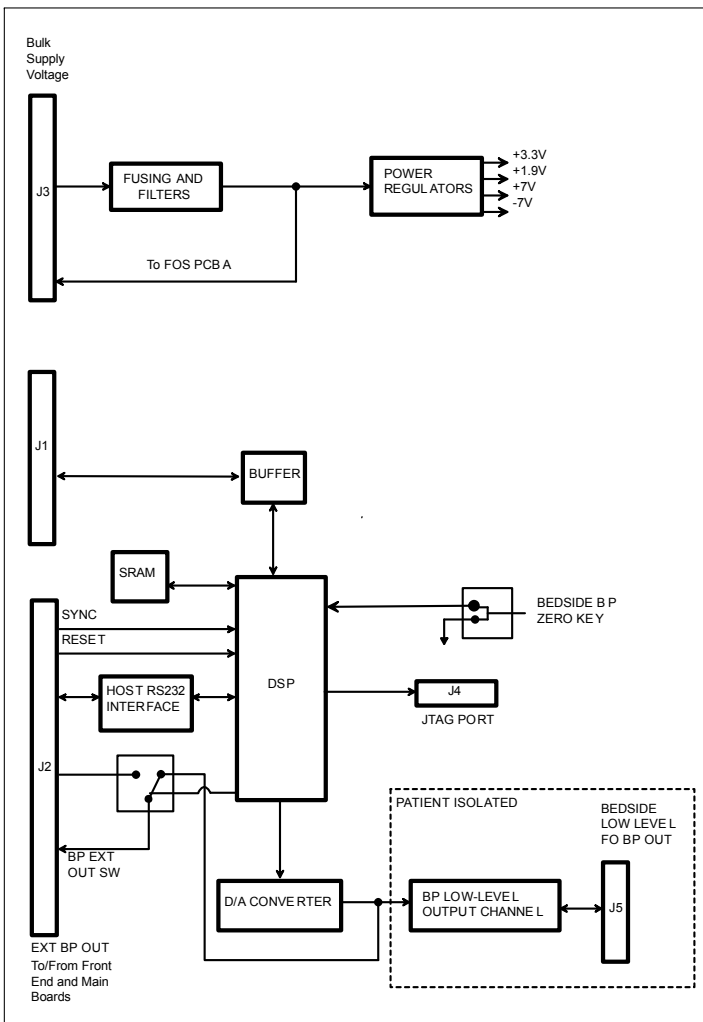 Bulk
Supply
Voltage
J3
FUSING AND
FILTERS
POWER
REGULATORS
+3.3V
+1.9V
+7V
-7V
To FOS PCB A
J1
BUFFER
SRAM
SYNC
RESET
DSP
BEDSIDE B P
ZERO KEY
HOST RS232
INTERFACE
J4
JTAG PORT
J2
BP EXT
OUT SW
PATIENT ISOLATED
BEDSIDE
LOW LEVEL
FO BP OUT
D/A CONVERTER
BP LOW-LEVEL
OUTPUT CHANNEL
J5
EXT BP OUT
To/From Front
End and Main
Boards